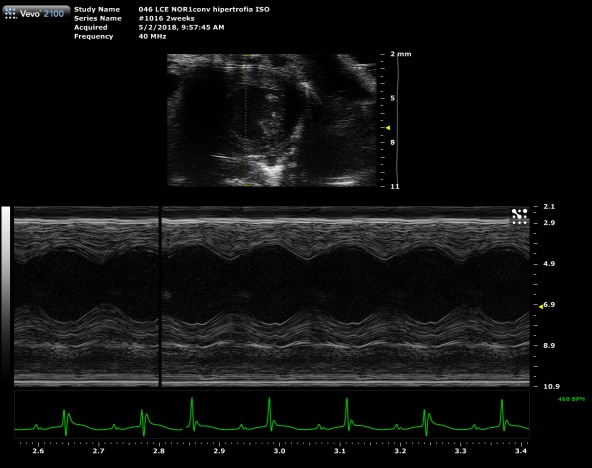 Vevo 2100
Study Name 046 LCE NOR1conv hipertrofia ISO
Series Name #1016 2weeks
Acquired 5/2/2018, 9:57:45 AM
Frequency 40 MHz
2 mm
5
8
11
2.1
2.9
4.9
6.9
8.9
10.9
460 BPM
2.6 2.7 2.8 2.9 3.0 3.1 3.2 3.3 3.4